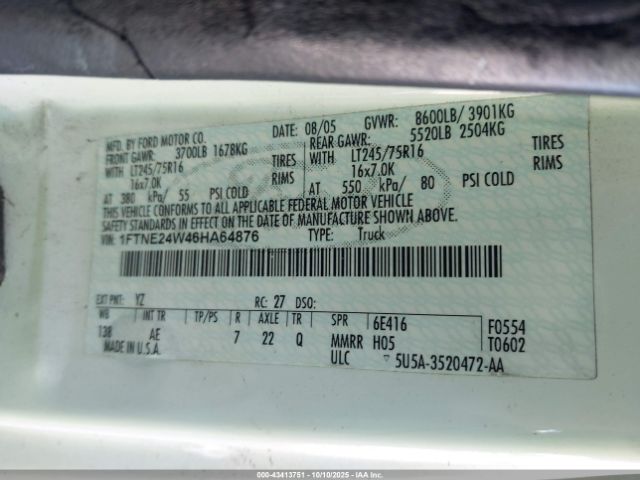 MFD. BY FORD MOTOR CO.
DATE: 08/05
GVWR: 8600LB/ 3901KG
FRONT GAWR: 3700LB 1678KG
REAR GAWR: 5520LB 2504KG
WITH LT245/75R16 TIRES
WITH LT245/75R16 TIRES
16x7.0K RIMS
16x7.0K RIMS
AT 380 kPa/ 55 PSI COLD
AT 550 kPa/ 80 PSI COLD
THIS VEHICLE CONFORMS TO ALL APPLICABLE FEDERAL MOTOR VEHICLE
SAFETY STANDARDS IN EFFECT ON THE DATE OF MANUFACTURE SHOWN ABOVE.
VIN: 1FTNE24W46HA64876
TYPE: Truck
EXT PNT: YZ RC: 27 DSO:
WB INT TR TP/PS R AXLE TR SPR 6E416 F0554
138 AE 7 22 Q MMRR H05 T0602
MADE IN U.S.A. ULC 5U5A-3520472-AA
000-43413751 - 10/10/2025 - IAAI.com